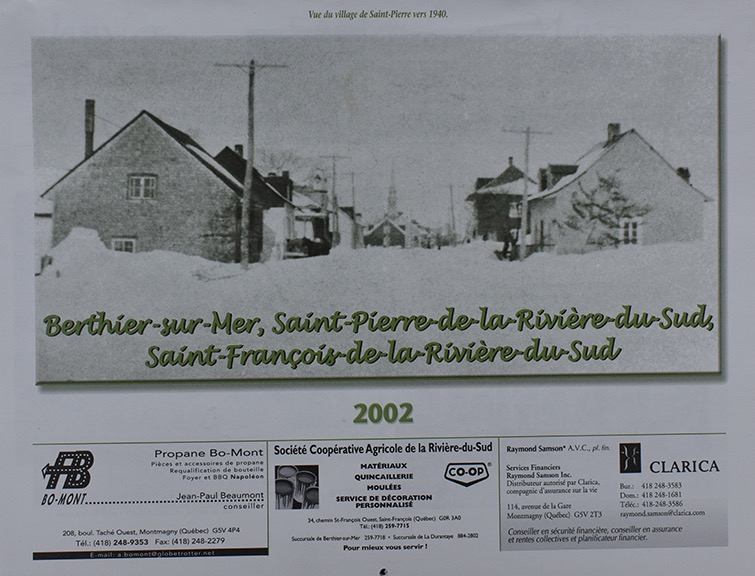 Vue du village de Saint-Pierre vers 1940.
Berthier-sur-Mer, Saint-Pierre-de-la-Rivière-du-Sud,
Saint-François-de-la-Rivière-du-Sud
2002
BO-MONT
Propane Bo-Mont
Pièces et accessoires de propane
Requalification de bouteille
Foyer et BBQ Napoléon
Jean-Paul Beaumont
conseiller
208, boul. Taché Ouest, Montmagny (Québec) G5V 4P4
Tél.: (418) 248-9353 Fax: (418) 248-2279
E-mail: a.bomont@globetrotter.net
Société Coopérative Agricole de la Rivière-du-Sud
MATÉRIAUX
QUINCAILLERIE
MOULÉES
SERVICE DE DÉCORATION
PERSONNALISÉ
CO-OP
34, chemin St-François Ouest, Saint-François (Québec) G0R 3A0
Tél.: (418) 259-7715
Succursale de Berthier-sur-Mer 259-7718 • Succursale de La Durantaye 884-2802
Pour mieux vous servir !
Raymond Samson* A.V.C., pl. fin.
Services Financiers
Raymond Samson Inc.
Distributeur autorisé par Clarica,
compagnie d'assurance sur la vie
114, avenue de la Gare
Montmagny (Québec) G5V 2T3
CLARICA
Bur.: 418 248-3583
Dom.: 418 248-1681
Téléc.: 418-248-3586
raymond.samson@clarica.com
Conseiller en sécurité financière, conseiller en assurance
et rentes collectives et planificateur financier.